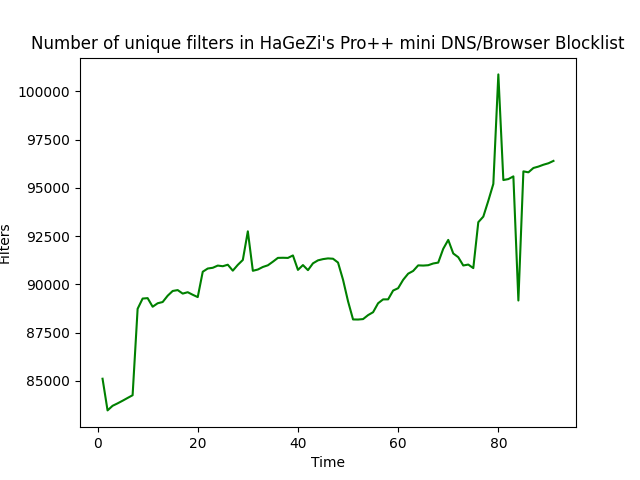 Number of unique filters in HaGeZi's Pro++ mini DNS/Browser Blocklist
100000
97500
95000
92500
90000
87500
85000
Filters
0 20 40 60 80
Time